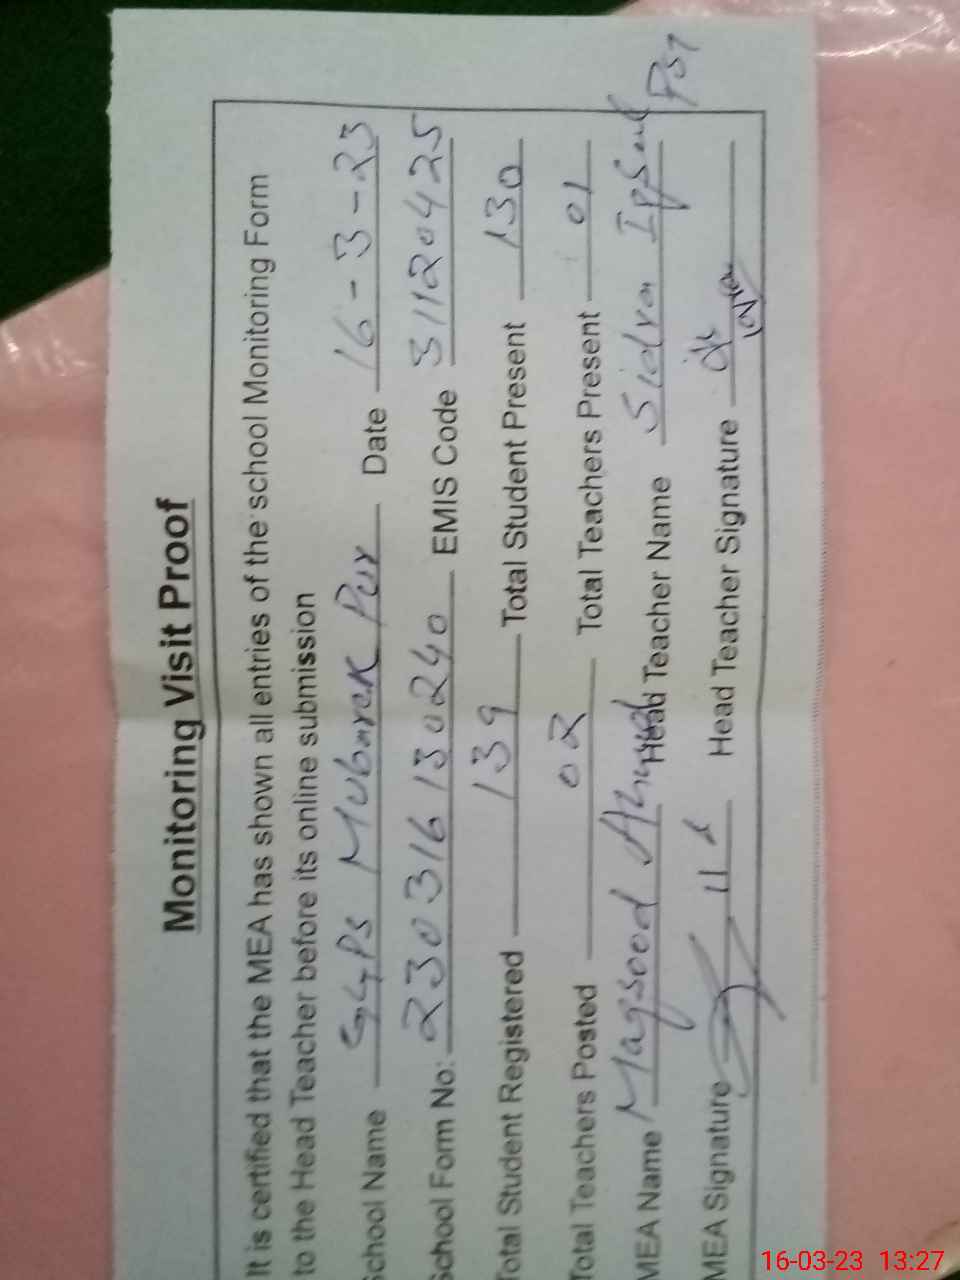 Monitoring Visit Proof
It is certified that the MEA has shown all entries of the school Monitoring Form
to the Head Teacher before its online submission
School Name GGPS Mubarak Pur Date 16-3-23
School Form No: 230316130240 EMIS Code 31120425
Total Student Registered 139 Total Student Present 130
Total Teachers Posted 02 Total Teachers Present 01
MEA Name Maqsood Ahmad Head Teacher Name Sidra PST
MEA Signature Head Teacher Signature
16-03-23 13:27